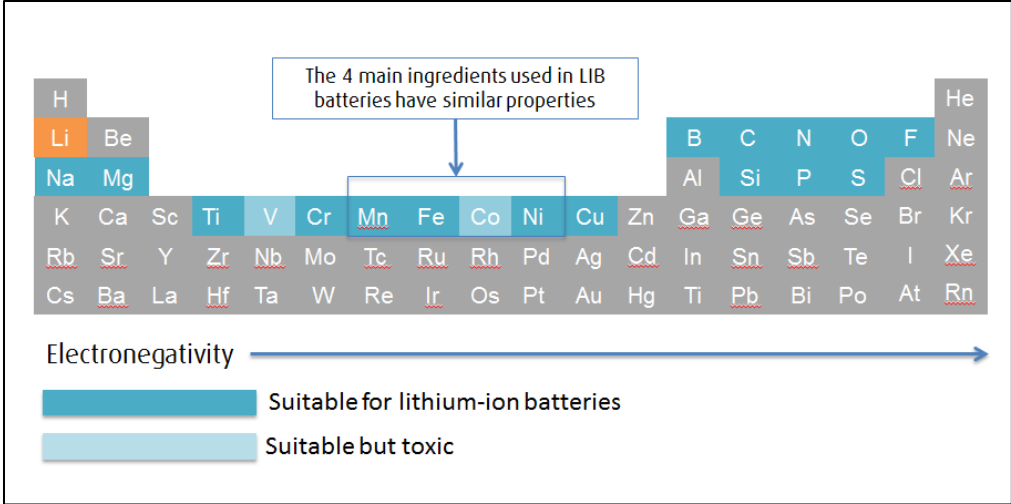 The 4 main ingredients used in LIB
batteries have similar properties
H He
Li Be B C N O F Ne
Na Mg Al Si P S Cl Ar
K Ca Sc Ti V Cr Mn Fe Co Ni Cu Zn Ga Ge As Se Br Kr
Rb Sr Y Zr Nb Mo Tc Ru Rh Pd Ag Cd In Sn Sb Te I Xe
Cs Ba La Hf Ta W Re Ir Os Pt Au Hg Ti Pb Bi Po At Rn
Electronegativity
Suitable for lithium-ion batteries
Suitable but toxic